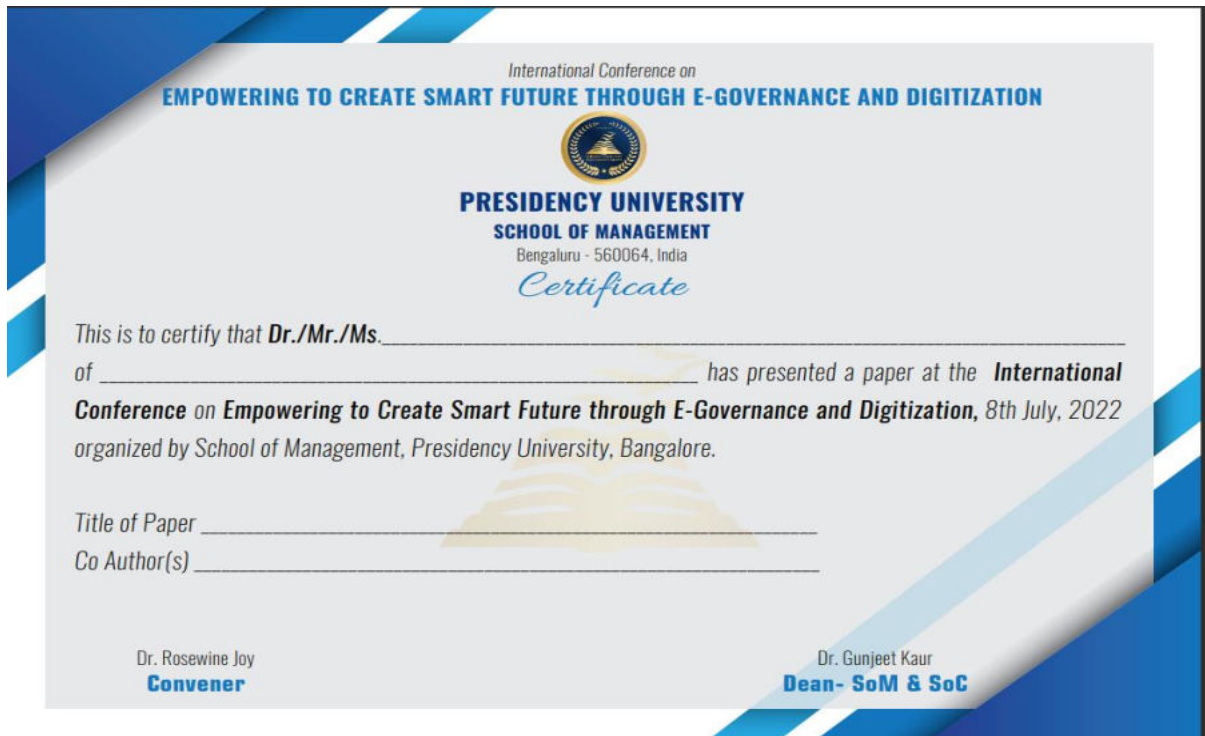 International Conference on
EMPOWERING TO CREATE SMART FUTURE THROUGH E-GOVERNANCE AND DIGITIZATION
PRESIDENCY UNIVERSITY
SCHOOL OF MANAGEMENT
Bengaluru - 560064, India
Certificate
This is to certify that Dr./Mr./Ms.
of has presented a paper at the International
Conference on Empowering to Create Smart Future through E-Governance and Digitization, 8th July, 2022
organized by School of Management, Presidency University, Bangalore.
Title of Paper
Co Author(s)
Dr. Rosewine Joy
Convener
Dr. Gunjeet Kaur
Dean- SoM & SoC